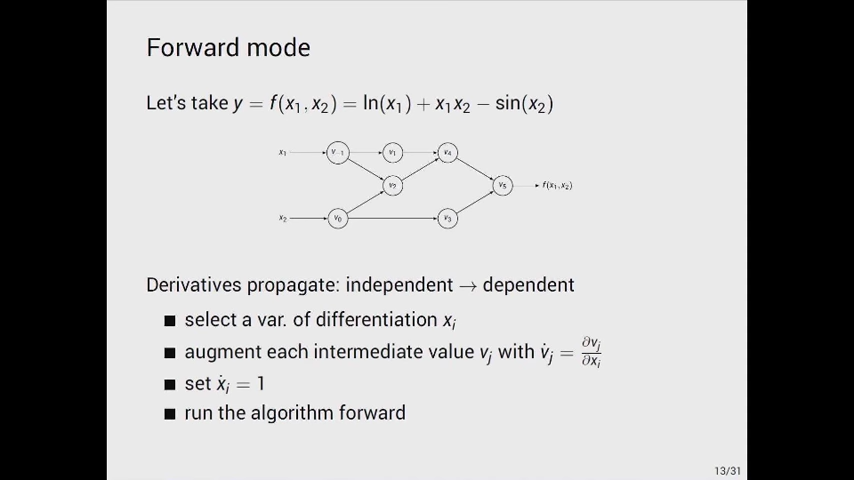 Forward mode
Let's take y = f(x₁, x₂) = ln(x₁) + x₁x₂ − sin(x₂)
x₁ v₋₁ v₁ v₄
v₂ v₅ f(x₁, x₂)
x₂ v₀ v₃
Derivatives propagate: independent → dependent
■ select a var. of differentiation xᵢ
■ augment each intermediate value vⱼ with v̇ⱼ = ∂vⱼ/∂xᵢ
■ set ẋᵢ = 1
■ run the algorithm forward
13/31